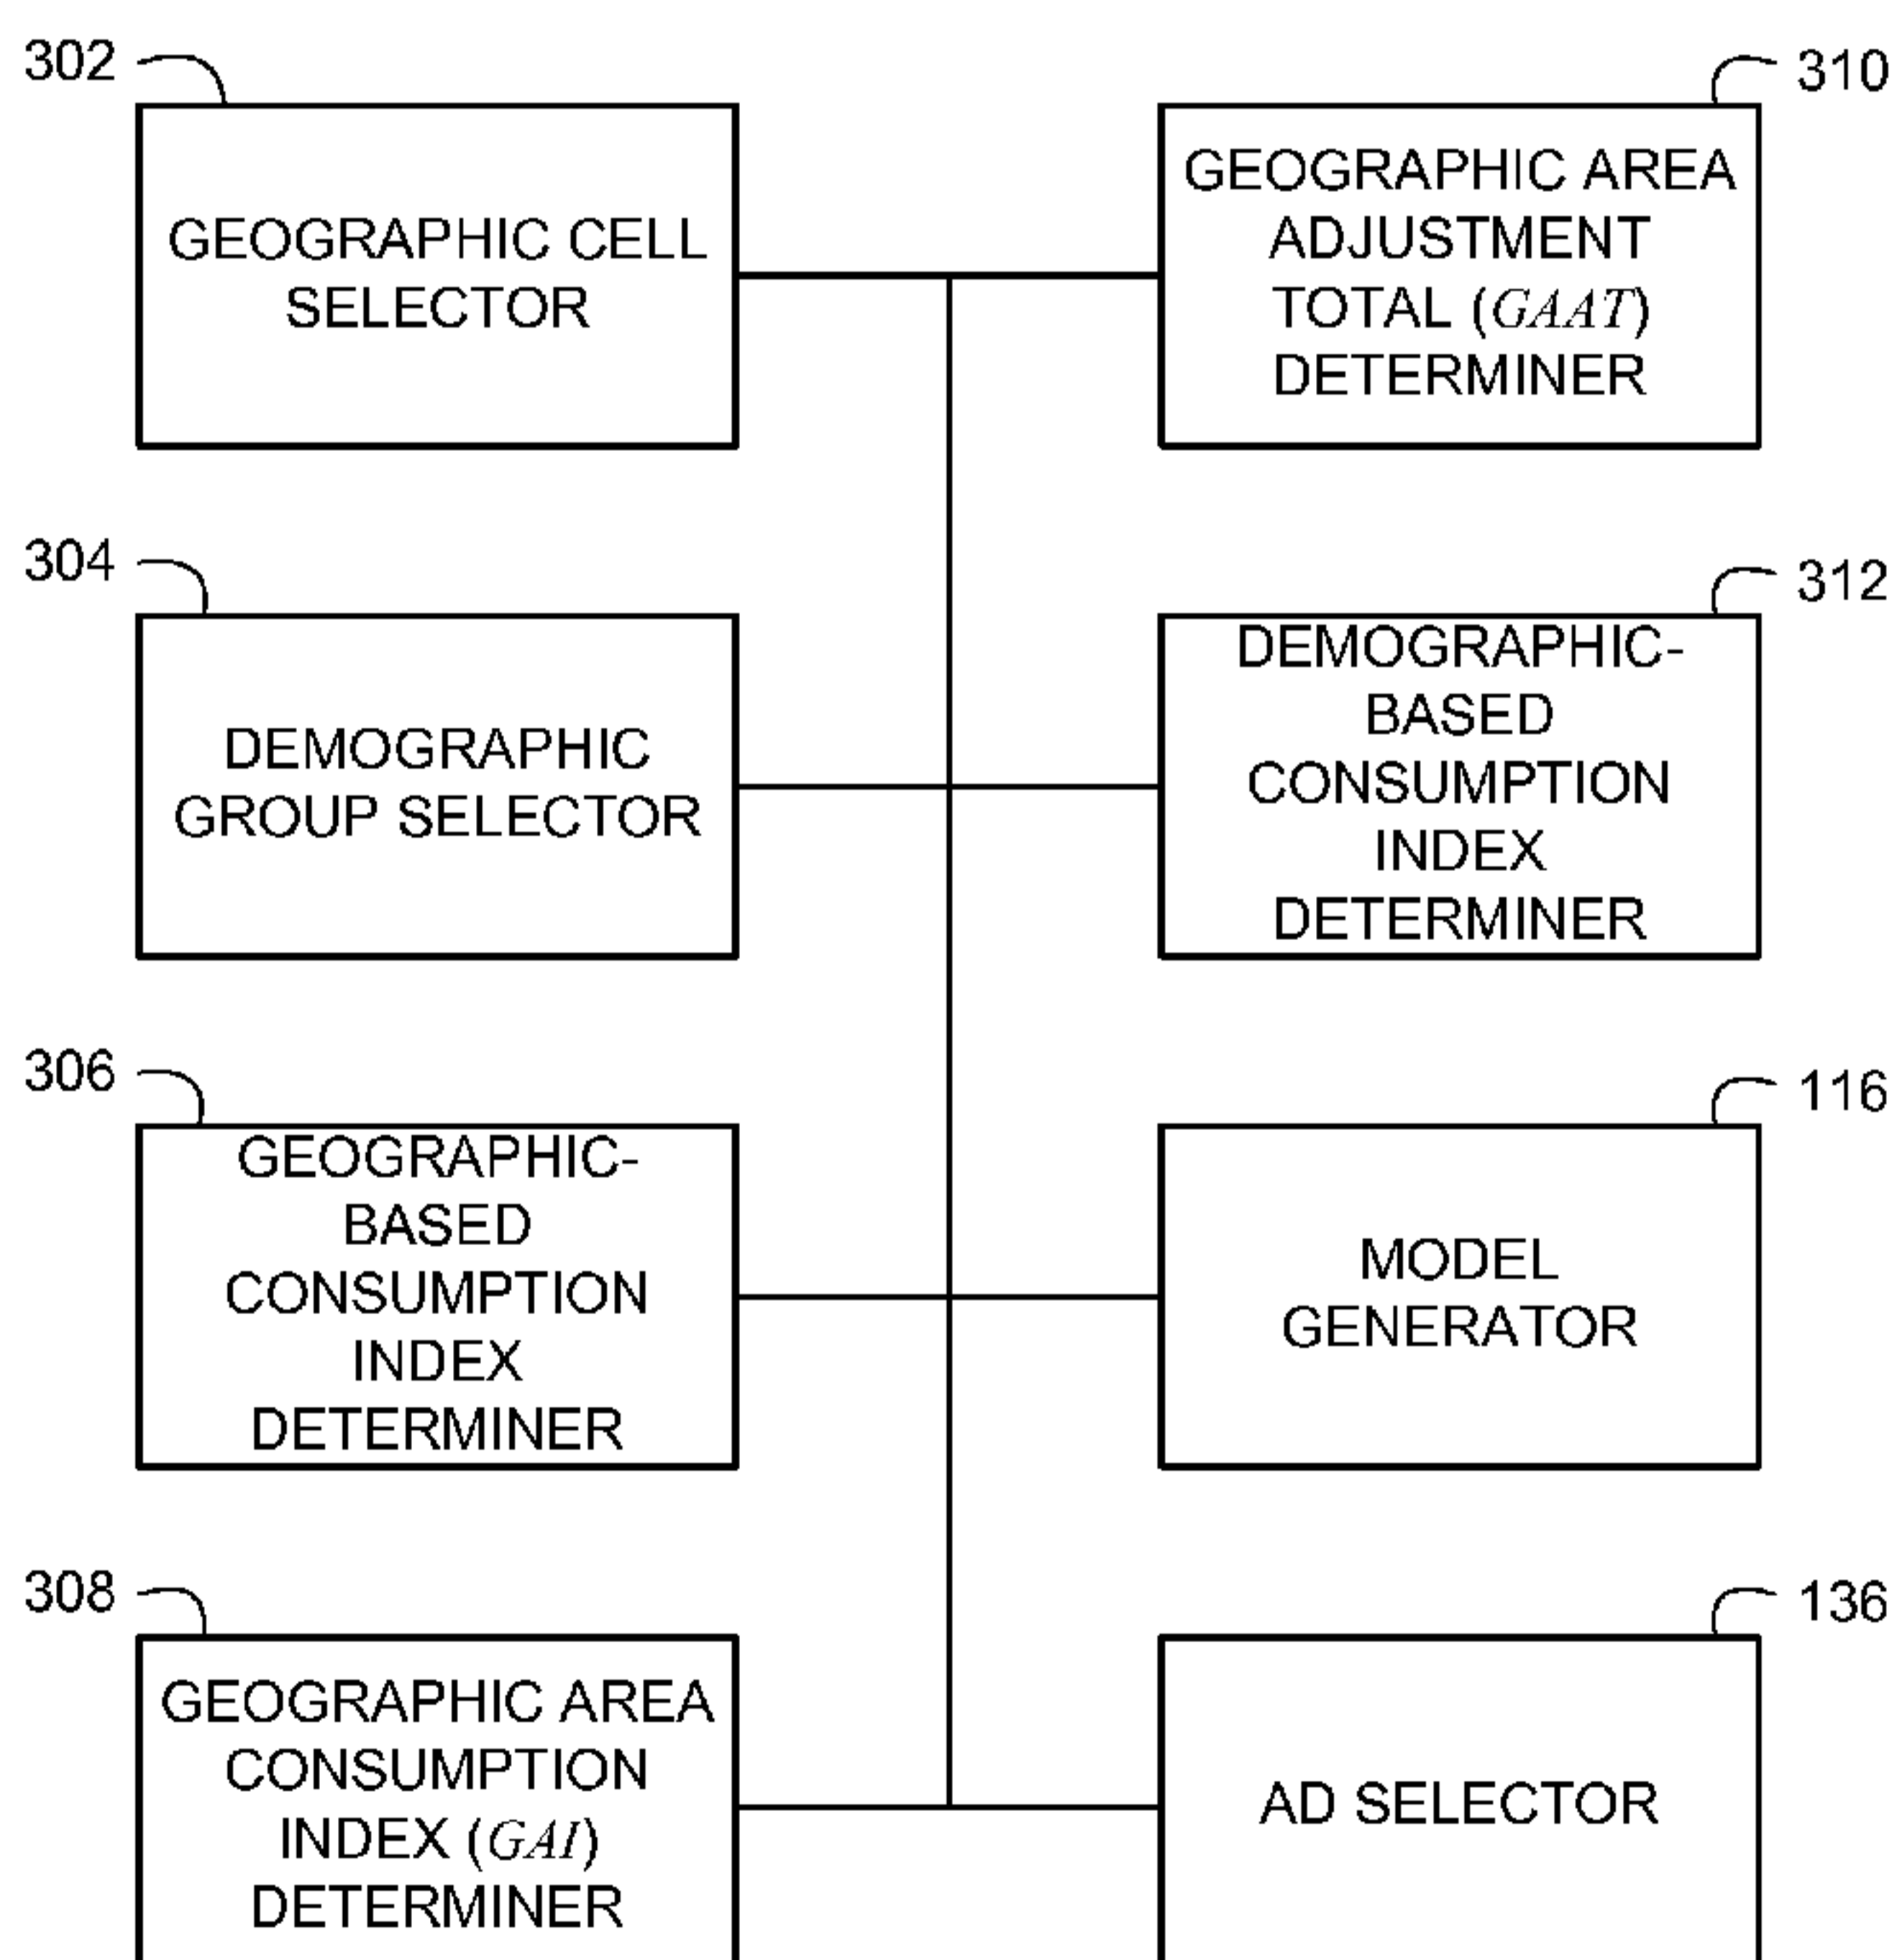 302
GEOGRAPHIC CELL
SELECTOR
310
GEOGRAPHIC AREA
ADJUSTMENT
TOTAL (GAAT)
DETERMINER
304
DEMOGRAPHIC
GROUP SELECTOR
312
DEMOGRAPHIC-
BASED
CONSUMPTION
INDEX
DETERMINER
306
GEOGRAPHIC-
BASED
CONSUMPTION
INDEX
DETERMINER
116
MODEL
GENERATOR
308
GEOGRAPHIC AREA
CONSUMPTION
INDEX (GAI)
DETERMINER
136
AD SELECTOR